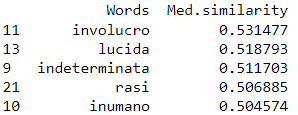 Words Med.similarity
11 involucro 0.531477
13 lucida 0.518793
9 indeterminata 0.511703
21 rasi 0.506885
10 inumano 0.504574